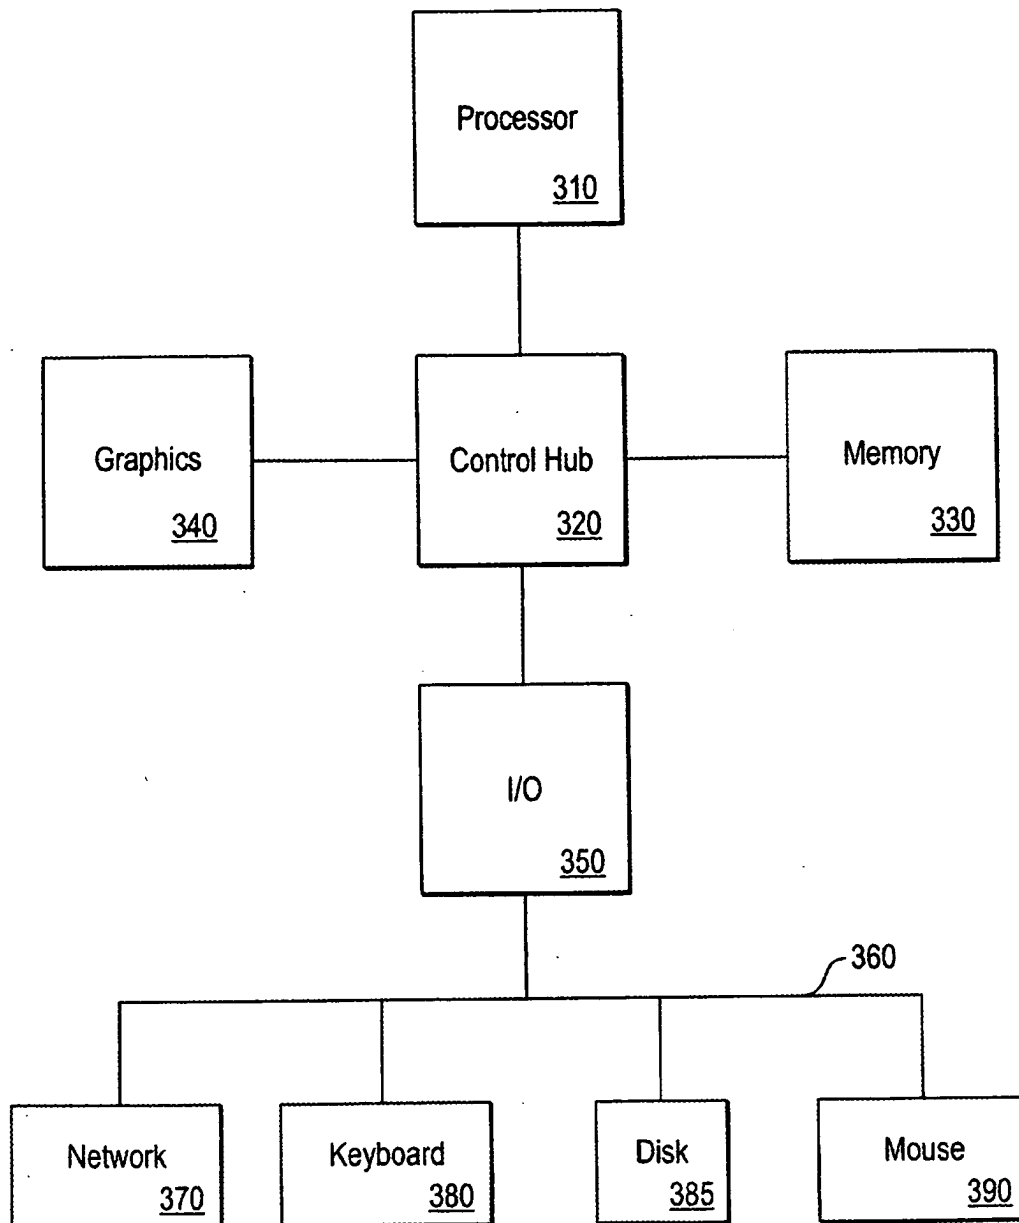 Processor
310
Graphics
340
Control Hub
320
Memory
330
I/O
350
360
Network
370
Keyboard
380
Disk
385
Mouse
390